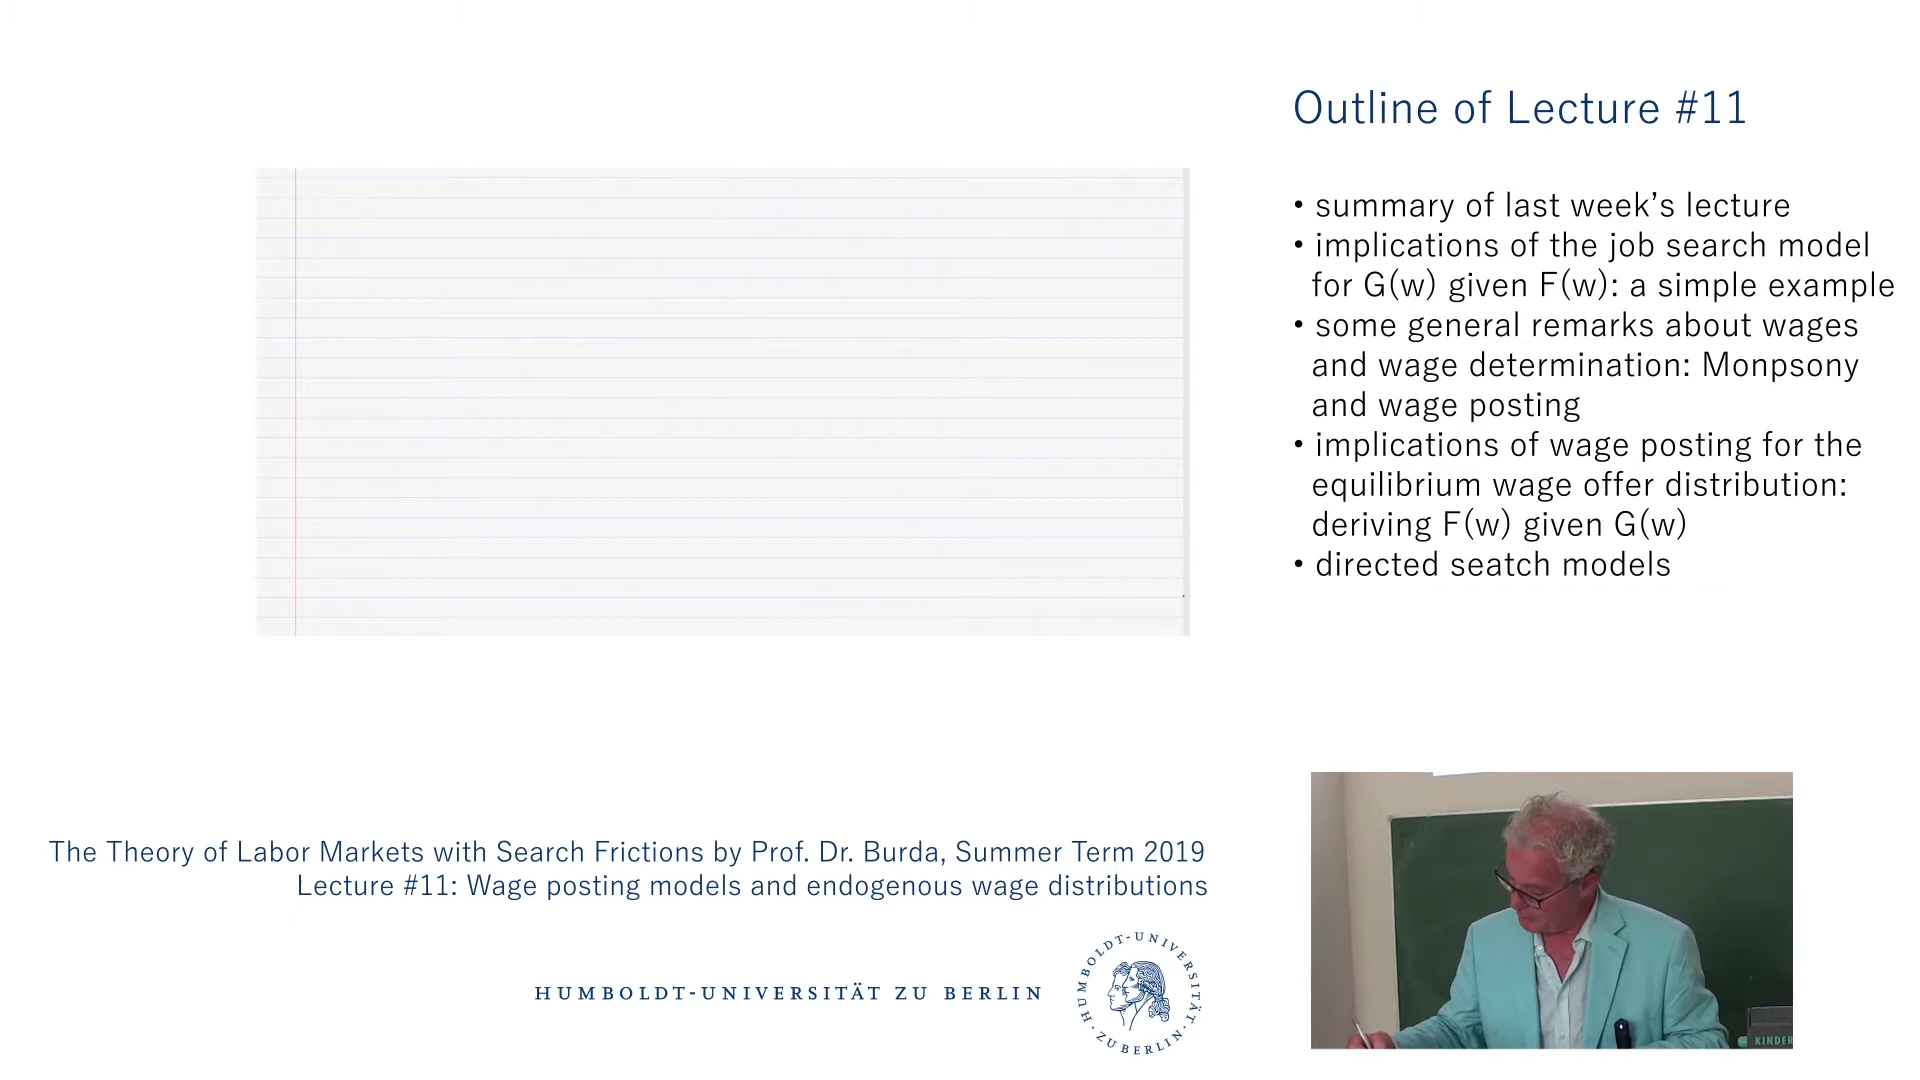 Outline of Lecture #11
• summary of last week’s lecture
• implications of the job search model
for G(w) given F(w): a simple example
• some general remarks about wages
and wage determination: Monpsony
and wage posting
• implications of wage posting for the
equilibrium wage offer distribution:
deriving F(w) given G(w)
• directed seatch models
The Theory of Labor Markets with Search Frictions by Prof. Dr. Burda, Summer Term 2019
Lecture #11: Wage posting models and endogenous wage distributions
HUMBOLDT-UNIVERSITÄT ZU BERLIN
HUMBOLDT-UNIVERSITÄT · ZU BERLIN ·
KINDER